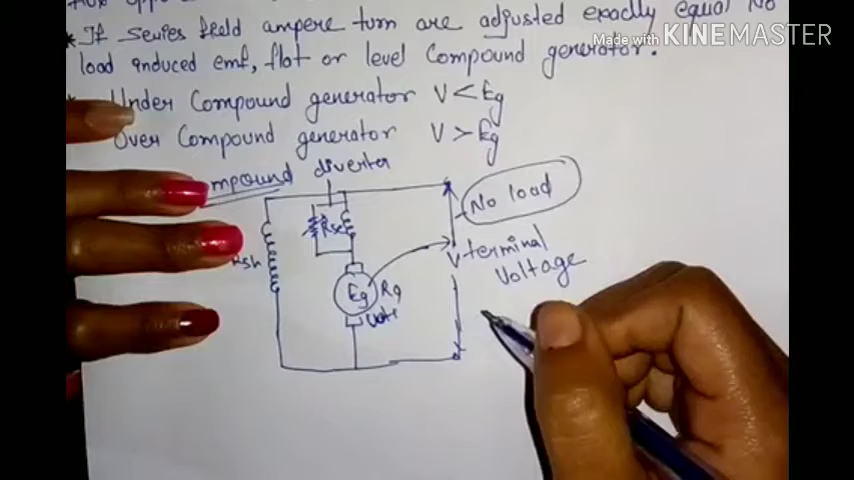 * If series field ampere turn are adjusted exactly equal No
load induced emf, flat or level Compound generator.
Under Compound generator V < Eg
Over Compound generator V > Eg
mpound diverter
No load
Rse
Rsh
V terminal
Voltage
Eg Ra
Made with KINEMASTER